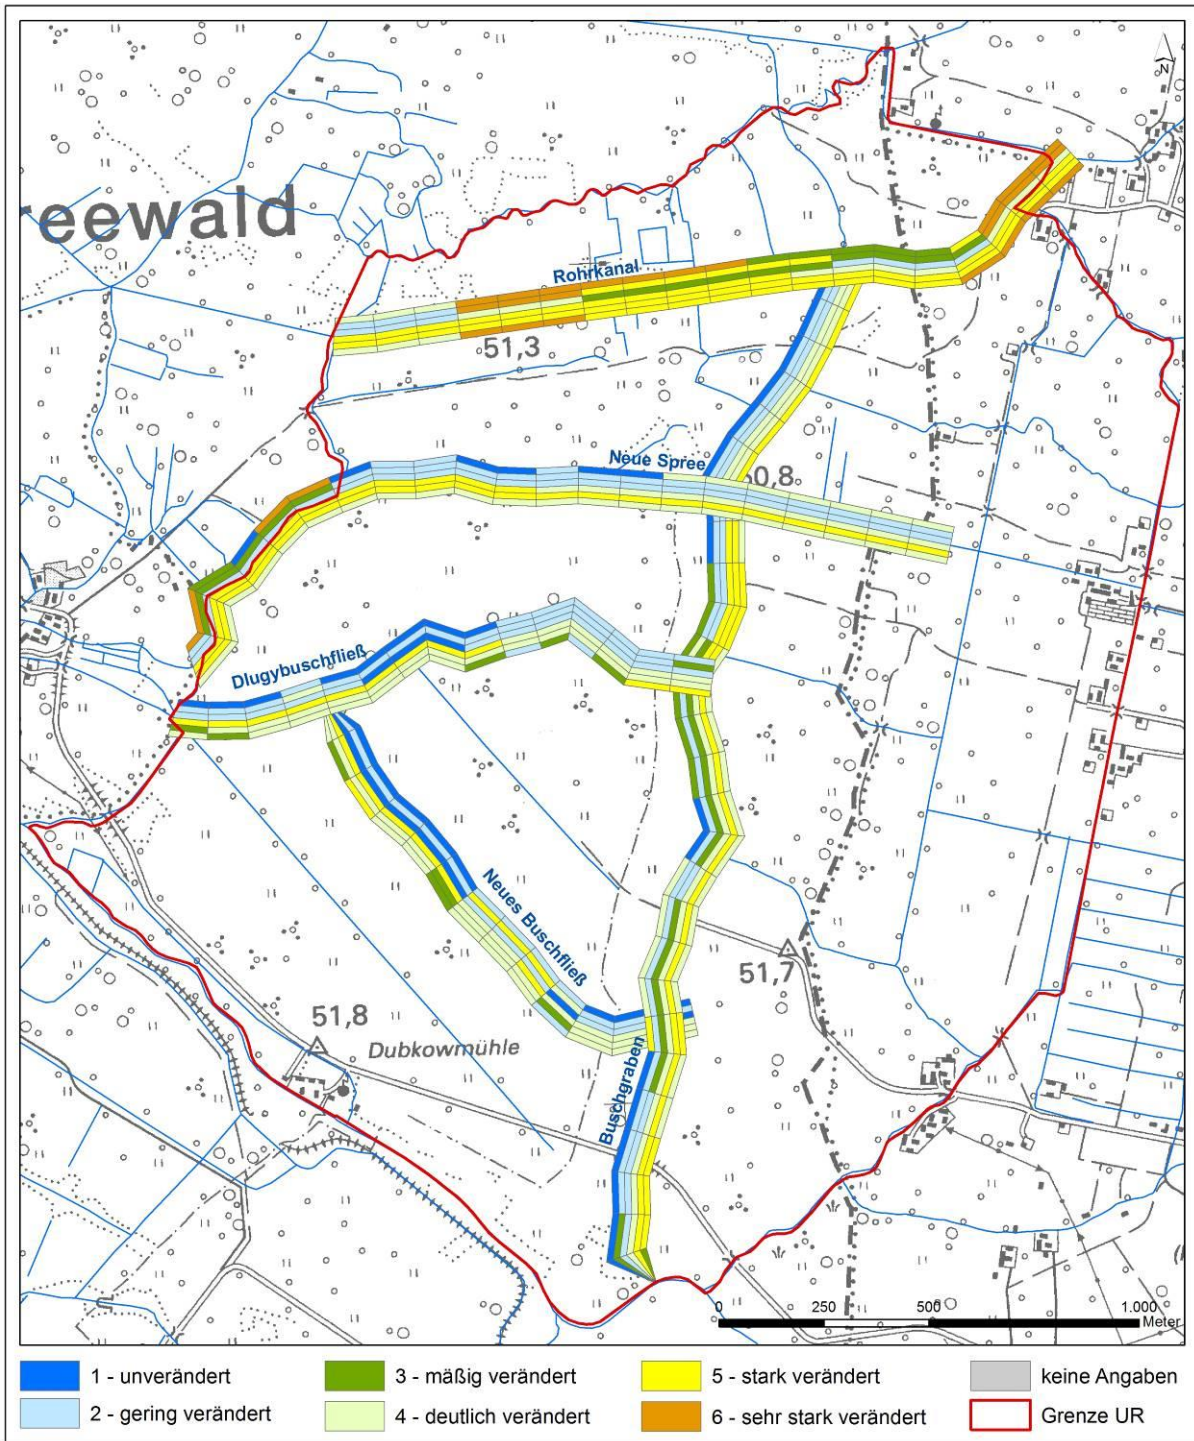 N
reewald
Rohrkanal
51,3
Neue Spree
50,8
Dlugybuschfließ
Neues Buschfließ
51,7
51,8
Dubkowmühle
Buschgraben
0 250 500 1.000
Meter
1 - unverändert 3 - mäßig verändert 5 - stark verändert keine Angaben
2 - gering verändert 4 - deutlich verändert 6 - sehr stark verändert Grenze UR